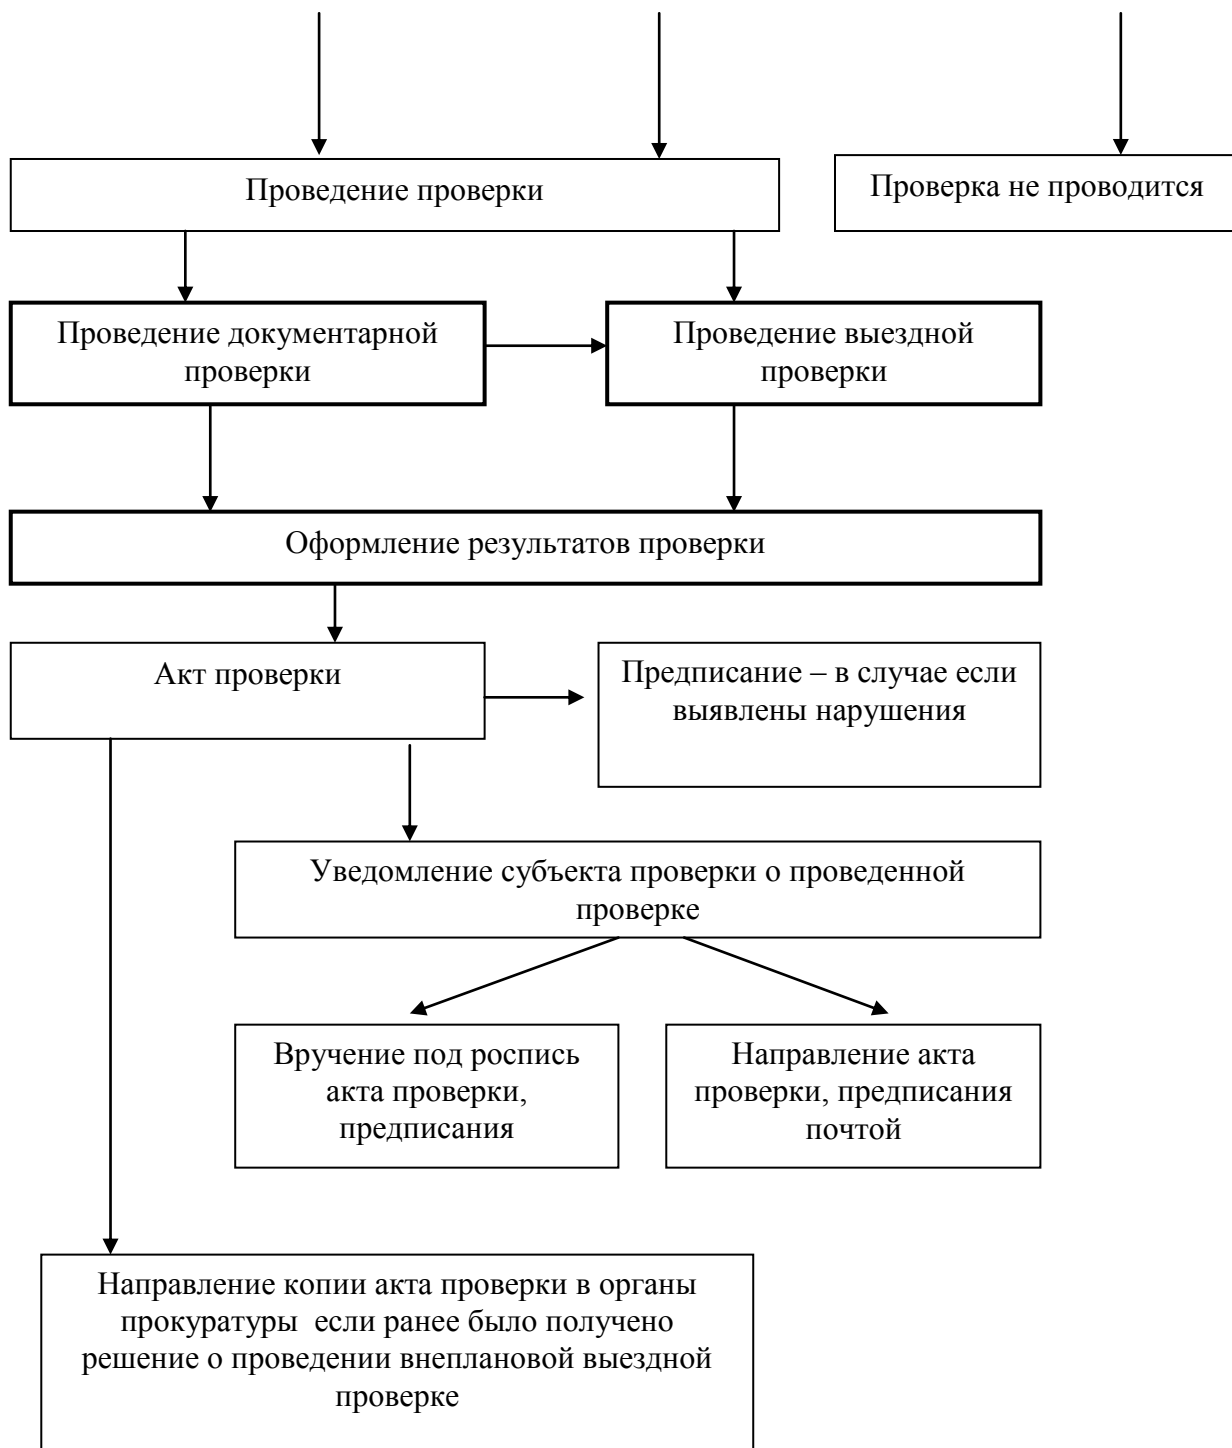 Проведение проверки
Проверка не проводится
Проведение документарной
проверки
Проведение выездной
проверки
Оформление результатов проверки
Акт проверки
Предписание – в случае если
выявлены нарушения
Уведомление субъекта проверки о проведенной
проверке
Вручение под роспись
акта проверки,
предписания
Направление акта
проверки, предписания
почтой
Направление копии акта проверки в органы
прокуратуры  если ранее было получено
решение о проведении внеплановой выездной
проверке